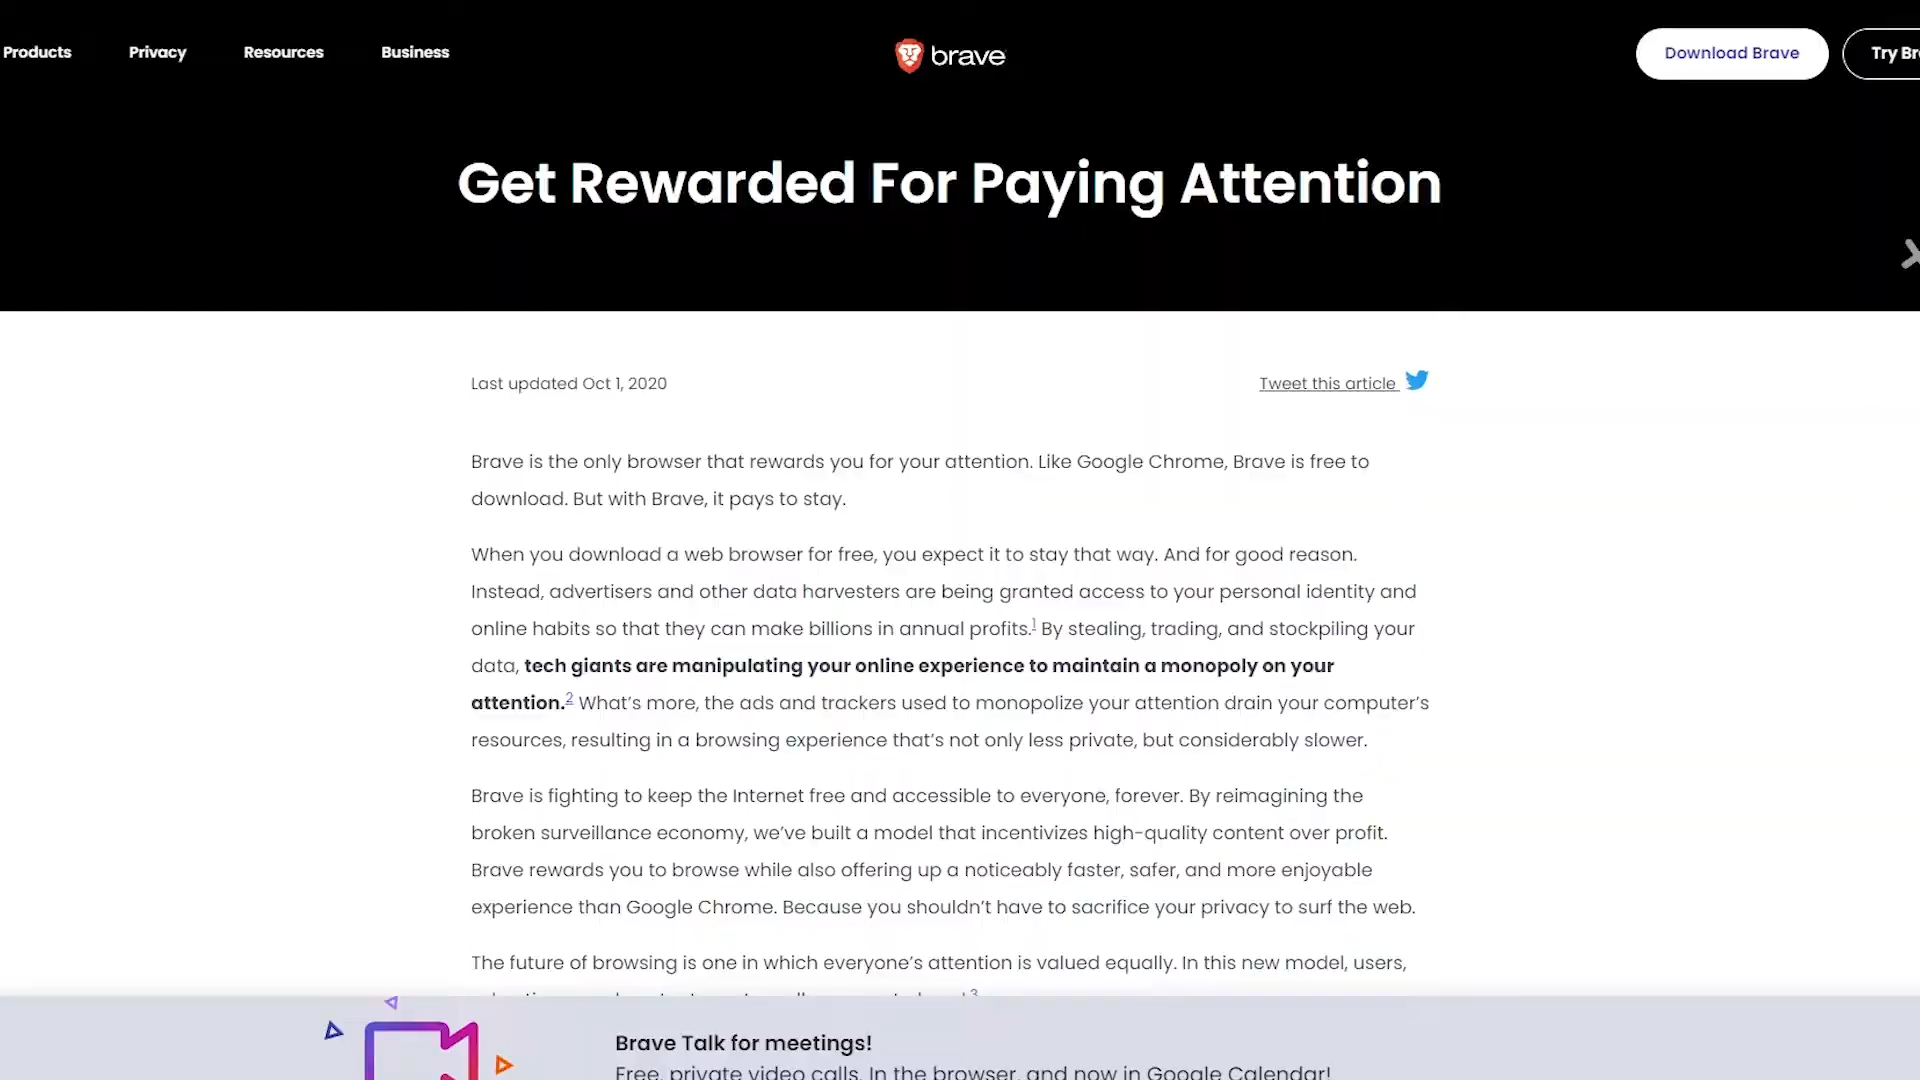 Products Privacy Resources Business brave Download Brave Try
Get Rewarded For Paying Attention
Last updated Oct 1, 2020 Tweet this article
Brave is the only browser that rewards you for your attention. Like Google Chrome, Brave is free to
download. But with Brave, it pays to stay.
When you download a web browser for free, you expect it to stay that way. And for good reason.
Instead, advertisers and other data harvesters are being granted access to your personal identity and
online habits so that they can make billions in annual profits.1 By stealing, trading, and stockpiling your
data, tech giants are manipulating your online experience to maintain a monopoly on your
attention.2 What’s more, the ads and trackers used to monopolize your attention drain your computer’s
resources, resulting in a browsing experience that’s not only less private, but considerably slower.
Brave is fighting to keep the Internet free and accessible to everyone, forever. By reimagining the
broken surveillance economy, we’ve built a model that incentivizes high-quality content over profit.
Brave rewards you to browse while also offering up a noticeably faster, safer, and more enjoyable
experience than Google Chrome. Because you shouldn’t have to sacrifice your privacy to surf the web.
The future of browsing is one in which everyone’s attention is valued equally. In this new model, users,
Brave Talk for meetings!
Free, private video calls. In the browser, and now in Google Calendar!